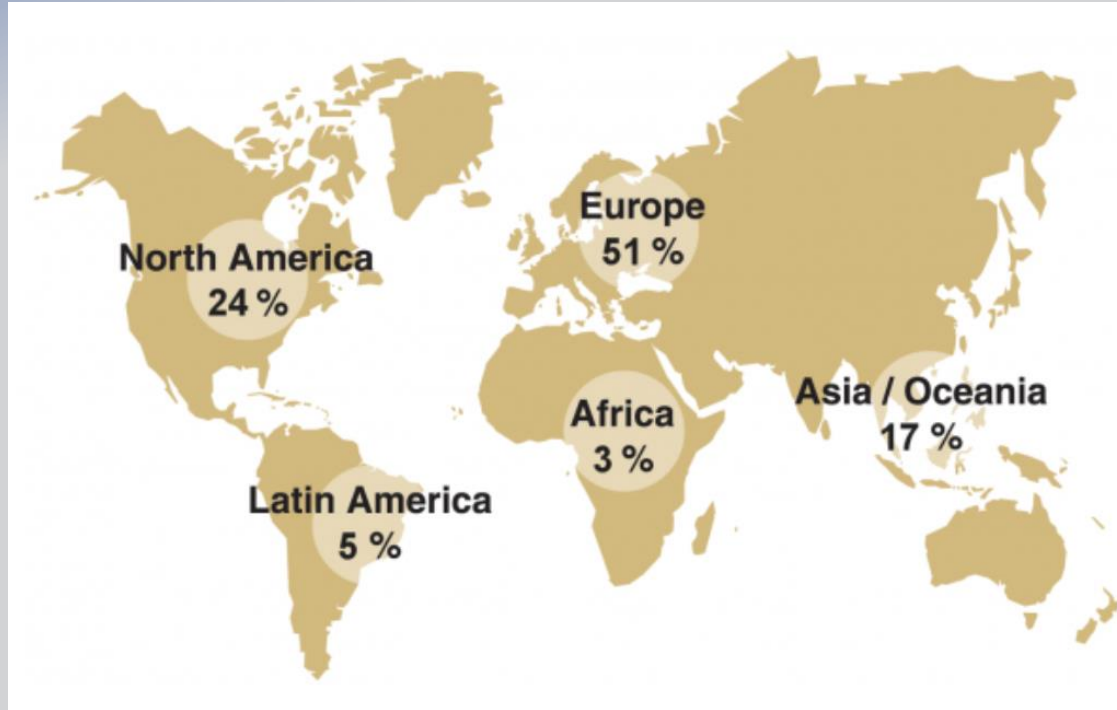 North America
24 %
Europe
51 %
Asia / Oceania
17 %
Africa
3 %
Latin America
5 %